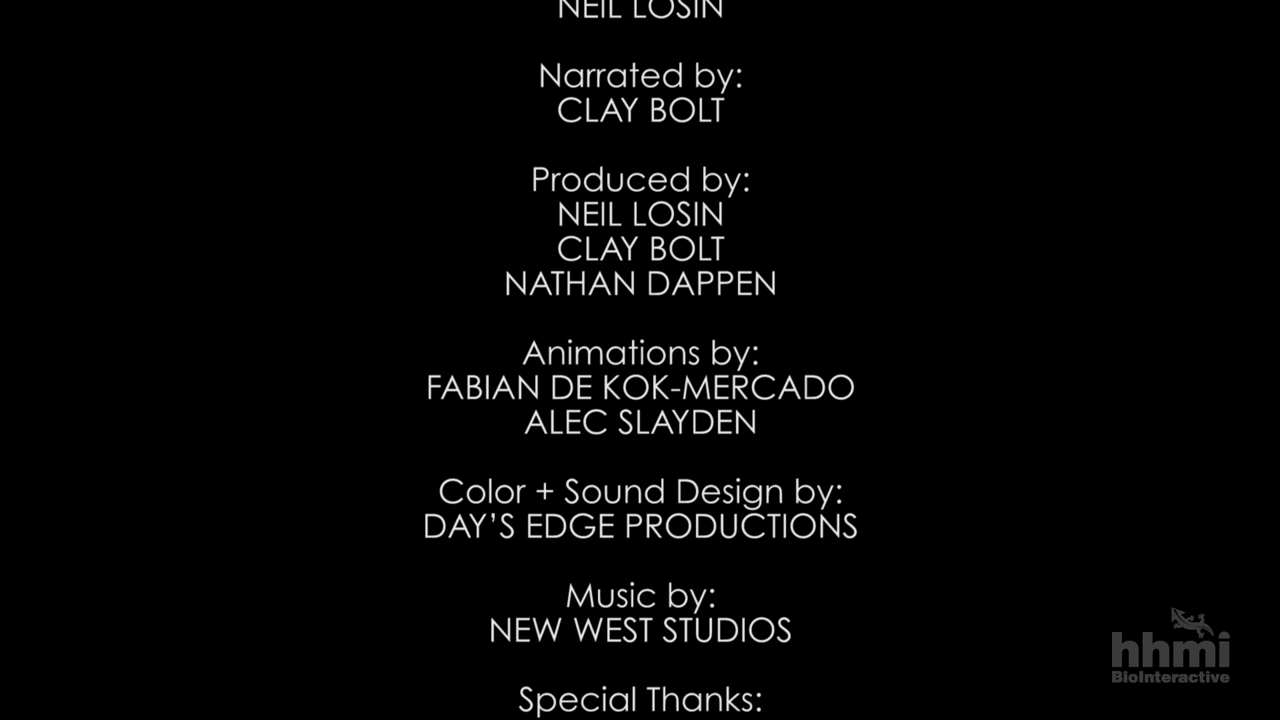 NEIL LOSIN
Narrated by:
CLAY BOLT
Produced by:
NEIL LOSIN
CLAY BOLT
NATHAN DAPPEN
Animations by:
FABIAN DE KOK-MERCADO
ALEC SLAYDEN
Color + Sound Design by:
DAY'S EDGE PRODUCTIONS
Music by:
NEW WEST STUDIOS
Special Thanks:
hhmi
BioInteractive